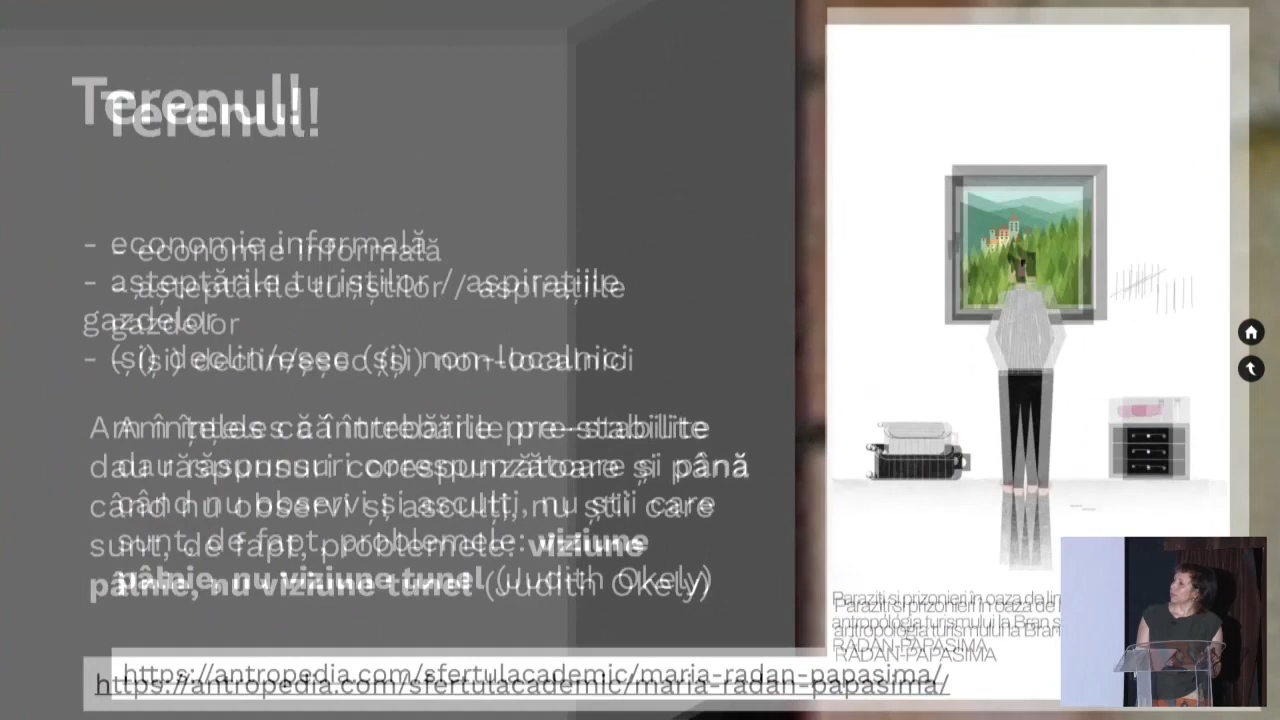 Terenul!
- economie informală
- așteptările turiștilor // aspirațiile
gazdelor
- (și) declin/eșec (și) non-localnici
Am înțeles că întrebările pre-stabilite
dau răspunsuri corespunzătoare și până
când nu observi și asculți, nu știi care
sunt, de fapt, problemele: viziune
pâlnie, nu viziune tunel (Judith Okely)
https://antropedia.com/sfertulacademic/maria-radan-papasima/
Paraziți și prizonieri în oaza de
antropologia turismului la Bran
RADAN-PAPASIMA